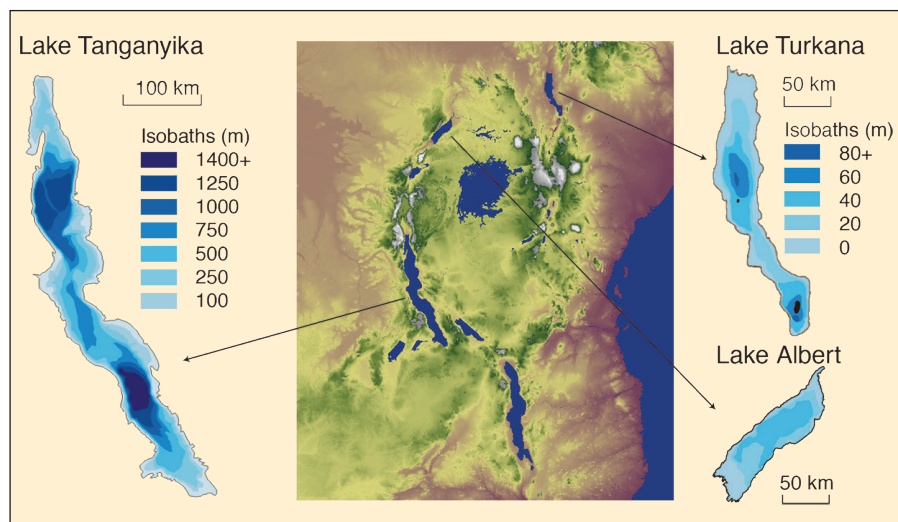 Lake Tanganyika
100 km
Isobaths (m)
1400+
1250
1000
750
500
250
100
Lake Turkana
50 km
Isobaths (m)
80+
60
40
20
0
Lake Albert
50 km